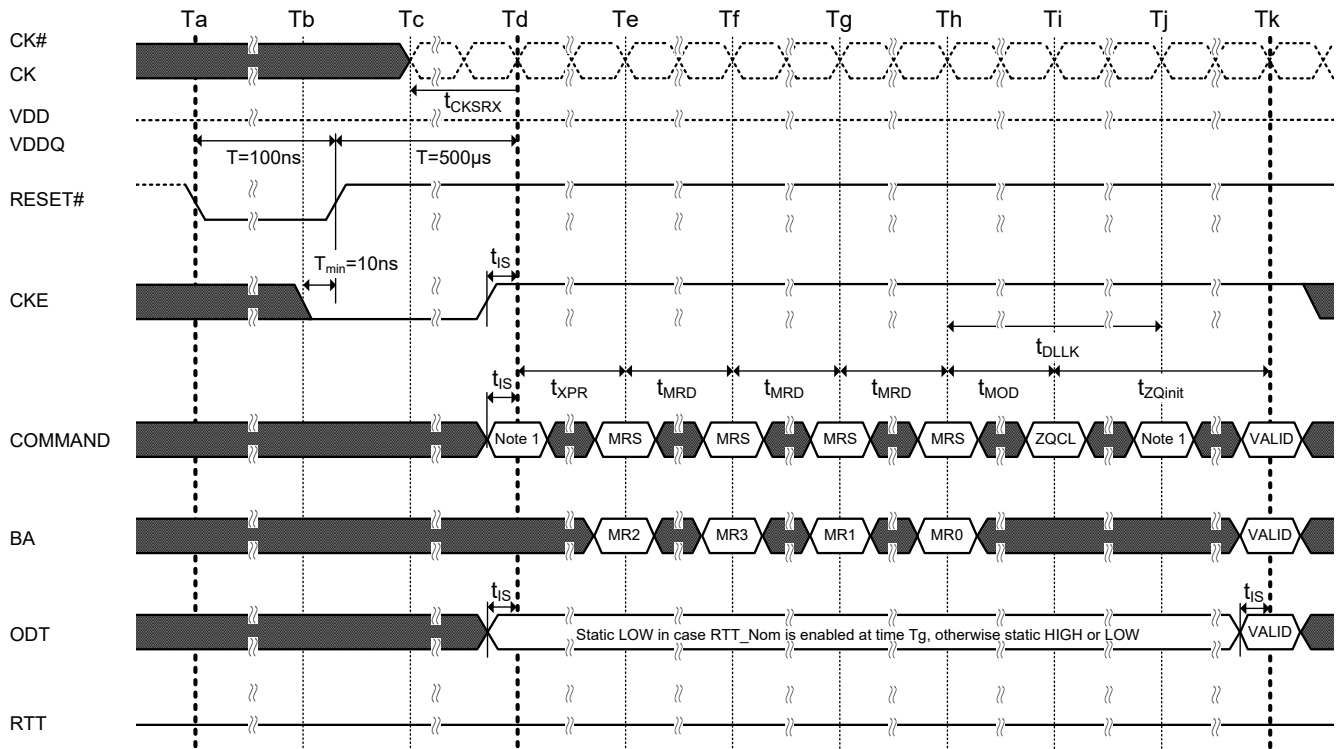 Ta Tb Tc Td Te Tf Tg Th Ti Tj Tk
CK#
CK
tCKSRX
VDD
VDDQ
T=100ns T=500µs
RESET#
Tmin=10ns tIS
CKE
tDLLK
tIS tXPR tMRD tMRD tMRD tMOD tZQinit
COMMAND Note 1 MRS MRS MRS MRS ZQCL Note 1 VALID
BA MR2 MR3 MR1 MR0 VALID
tIS tIS
ODT Static LOW in case RTT_Nom is enabled at time Tg, otherwise static HIGH or LOW VALID
RTT